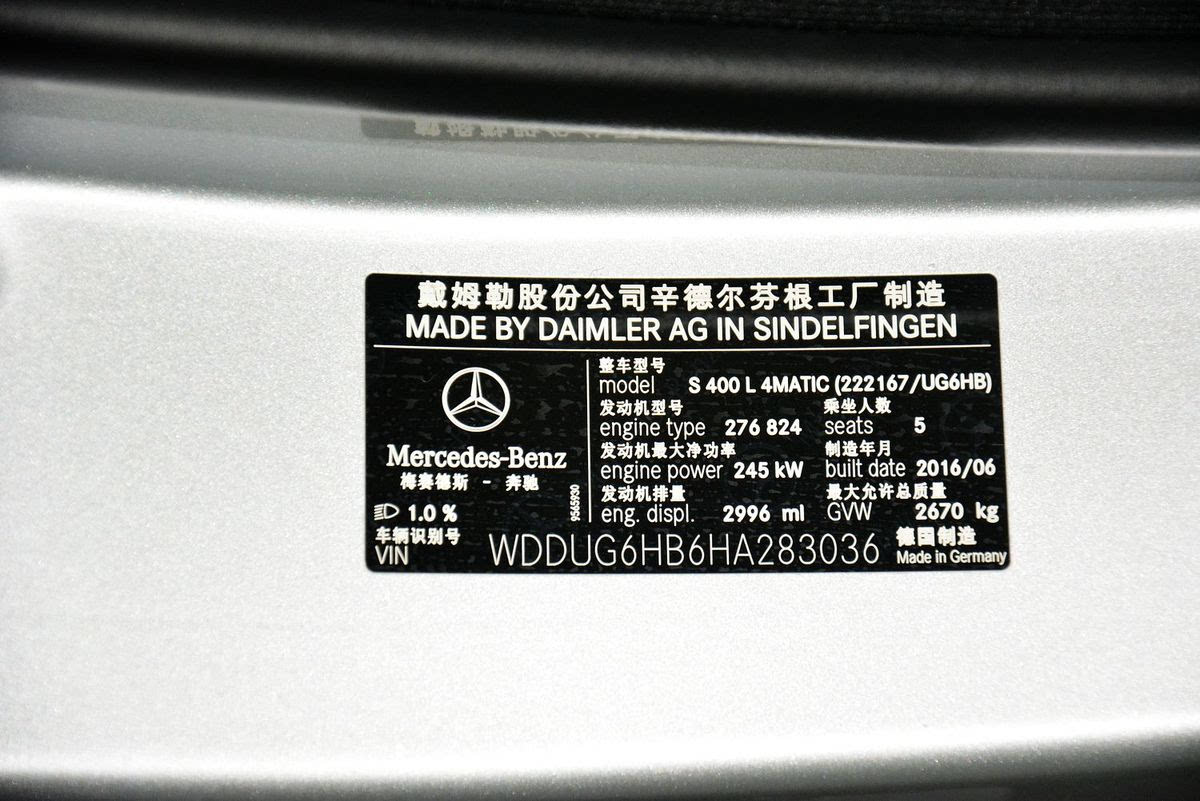 戴姆勒股份公司辛德尔芬根工厂制造
MADE BY DAIMLER AG IN SINDELFINGEN
Mercedes-Benz
梅赛德斯 - 奔驰
1.0 %
9565930
整车型号
model S 400 L 4MATIC (222167/UG6HB)
发动机型号 乘坐人数
engine type 276 824 seats 5
发动机最大净功率 制造年月
engine power 245 kW built date 2016/06
发动机排量 最大允许总质量
eng. displ. 2996 ml GVW 2670 kg
车辆识别号 德国制造
VIN WDDUG6HB6HA283036 Made in Germany